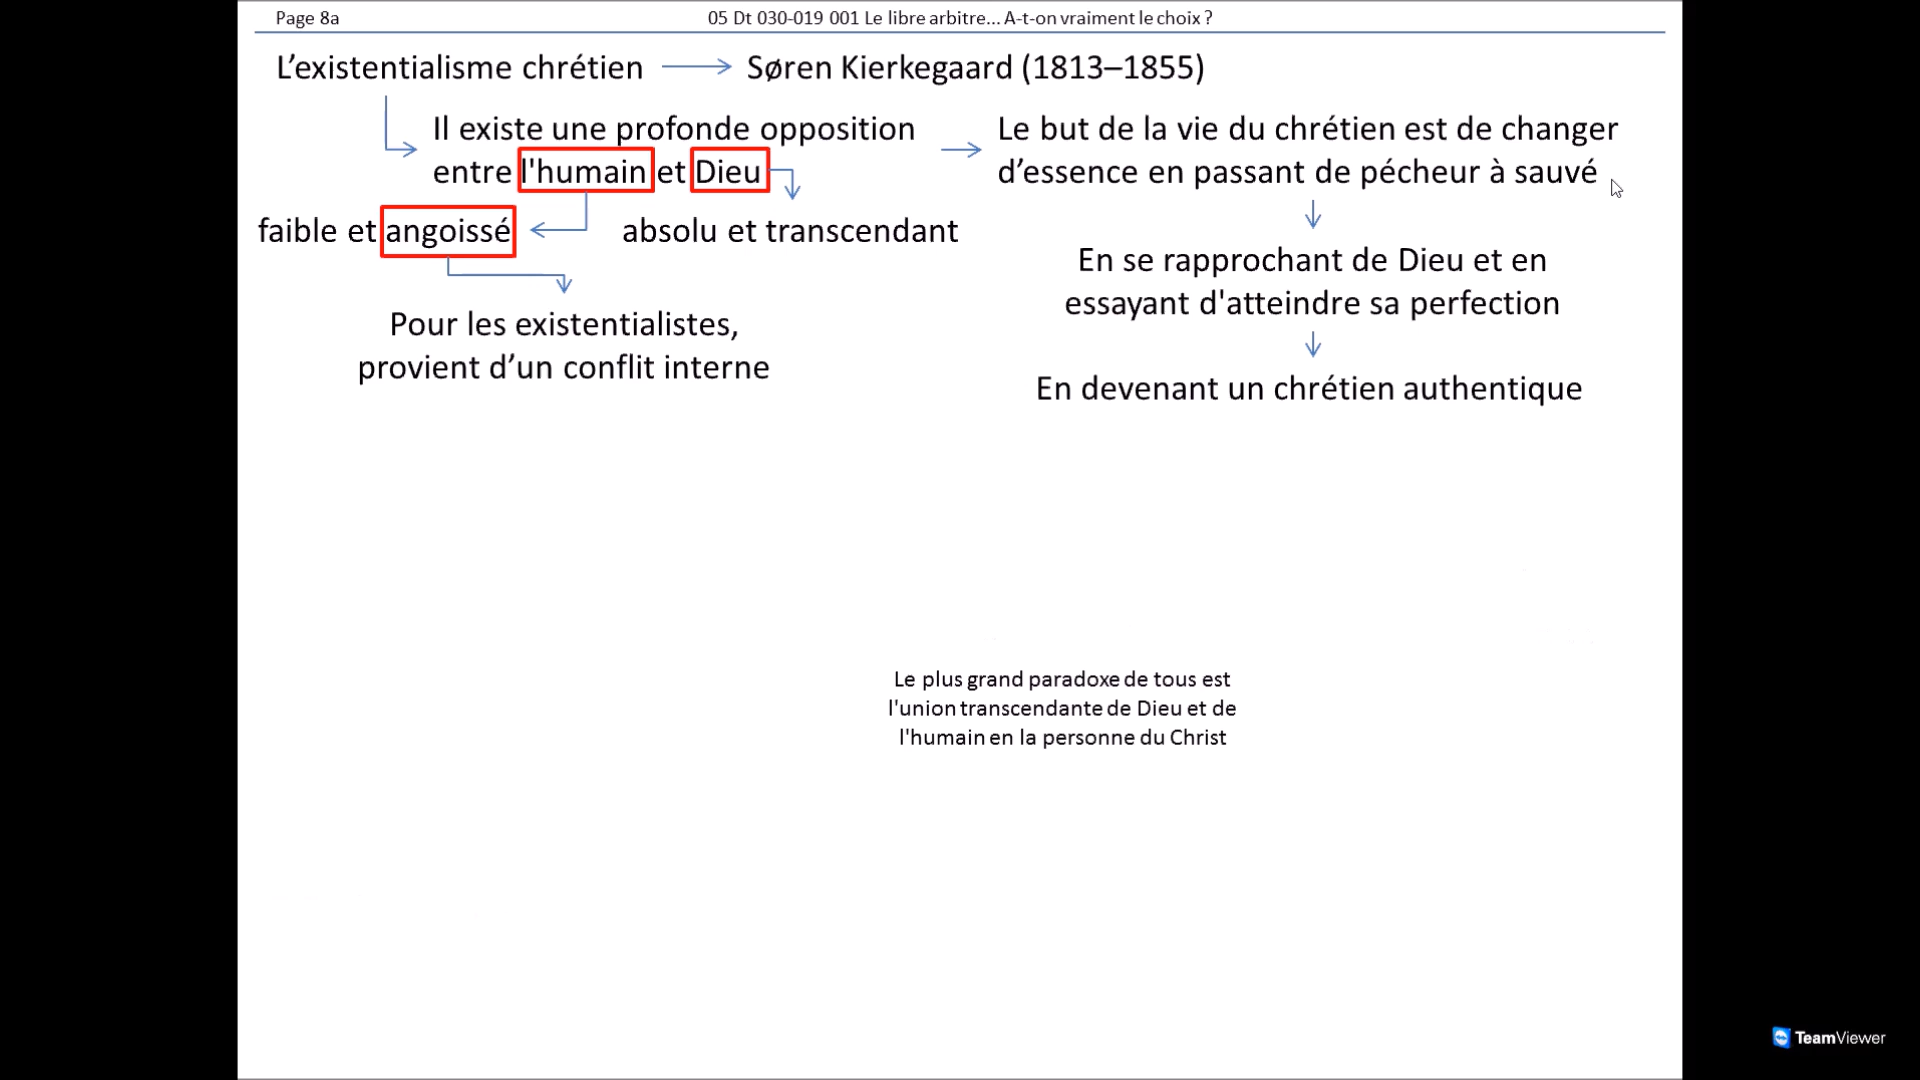 Page 8a
05 Dt 030-019 001 Le libre arbitre... A-t-on vraiment le choix ?
L’existentialisme chrétien
Søren Kierkegaard (1813–1855)
Il existe une profonde opposition
entre l'humain et Dieu
Le but de la vie du chrétien est de changer
d’essence en passant de pécheur à sauvé
faible et angoissé
absolu et transcendant
En se rapprochant de Dieu et en
essayant d'atteindre sa perfection
Pour les existentialistes,
provient d’un conflit interne
En devenant un chrétien authentique
Le plus grand paradoxe de tous est
l'union transcendante de Dieu et de
l'humain en la personne du Christ
TeamViewer